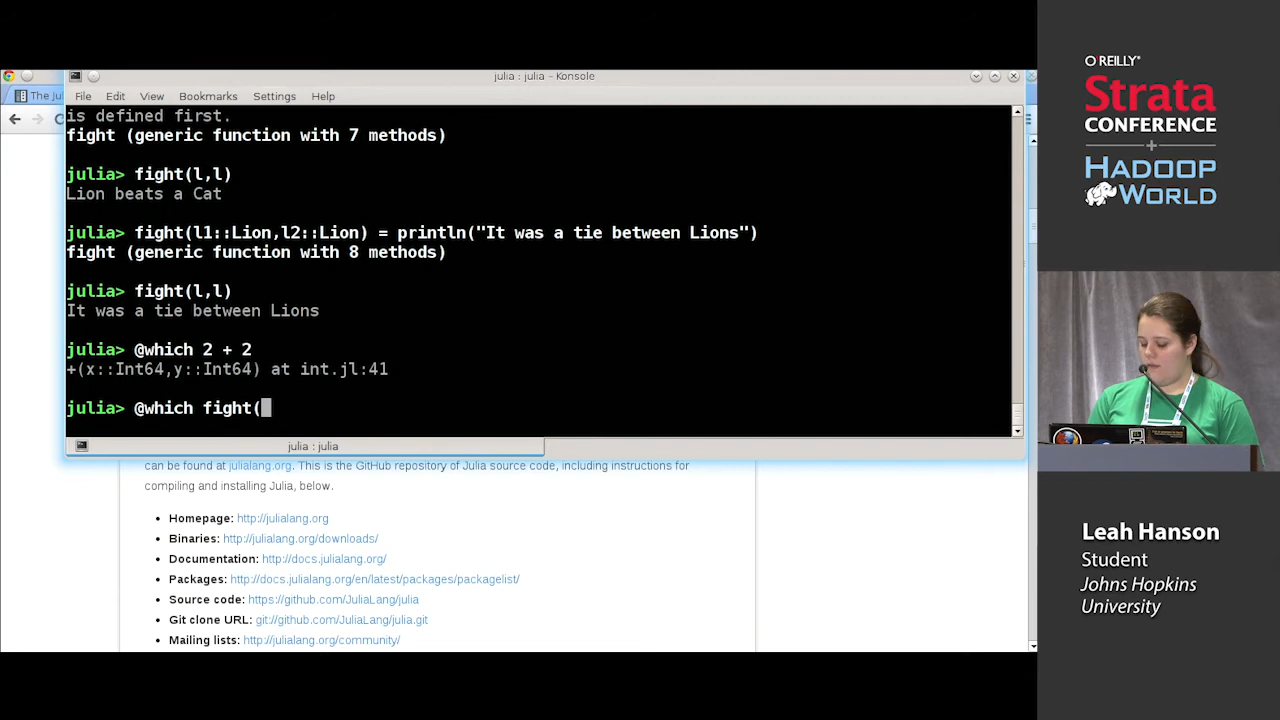 julia : julia – Konsole
The Jul
File Edit View Bookmarks Settings Help
is defined first.
fight (generic function with 7 methods)
julia> fight(l,l)
Lion beats a Cat
julia> fight(l1::Lion,l2::Lion) = println("It was a tie between Lions")
fight (generic function with 8 methods)
julia> fight(l,l)
It was a tie between Lions
julia> @which 2 + 2
+(x::Int64,y::Int64) at int.jl:41
julia> @which fight(
julia : julia
can be found at julialang.org. This is the GitHub repository of Julia source code, including instructions for
compiling and installing Julia, below.
• Homepage: http://julialang.org
• Binaries: http://julialang.org/downloads/
• Documentation: http://docs.julialang.org/
• Packages: http://docs.julialang.org/en/latest/packages/packagelist/
• Source code: https://github.com/JuliaLang/julia
• Git clone URL: git://github.com/JuliaLang/julia.git
• Mailing lists: http://julialang.org/community/
O'REILLY®
Strata
CONFERENCE
+
HADOOP
WORLD
Leah Hanson
Student
Johns Hopkins
University